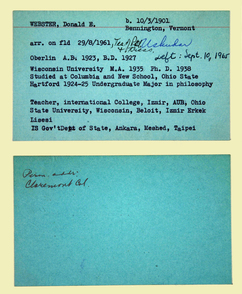 WEBSTER, Donald E.
b. 10/3/1901
Bennington, Vermont
arr. on fld 29/8/1961,
dept: Sept. 10, 1965
Oberlin A.B. 1923, B.D. 1927
Wisconsin University M.A. 1935 Ph. D. 1938
Studied at Columbia and New School, Ohio State
Hartford 1924-25 Undergraduate Major in philosophy
Teacher, international College, Izmir, AUB, Ohio
State University, Wisconsin, Beloit, Izmir Erkek
Lisesi
IS Gov'tDept of State, Ankara, Meshed, Taipei
Perm. addr:
Claremont Cal